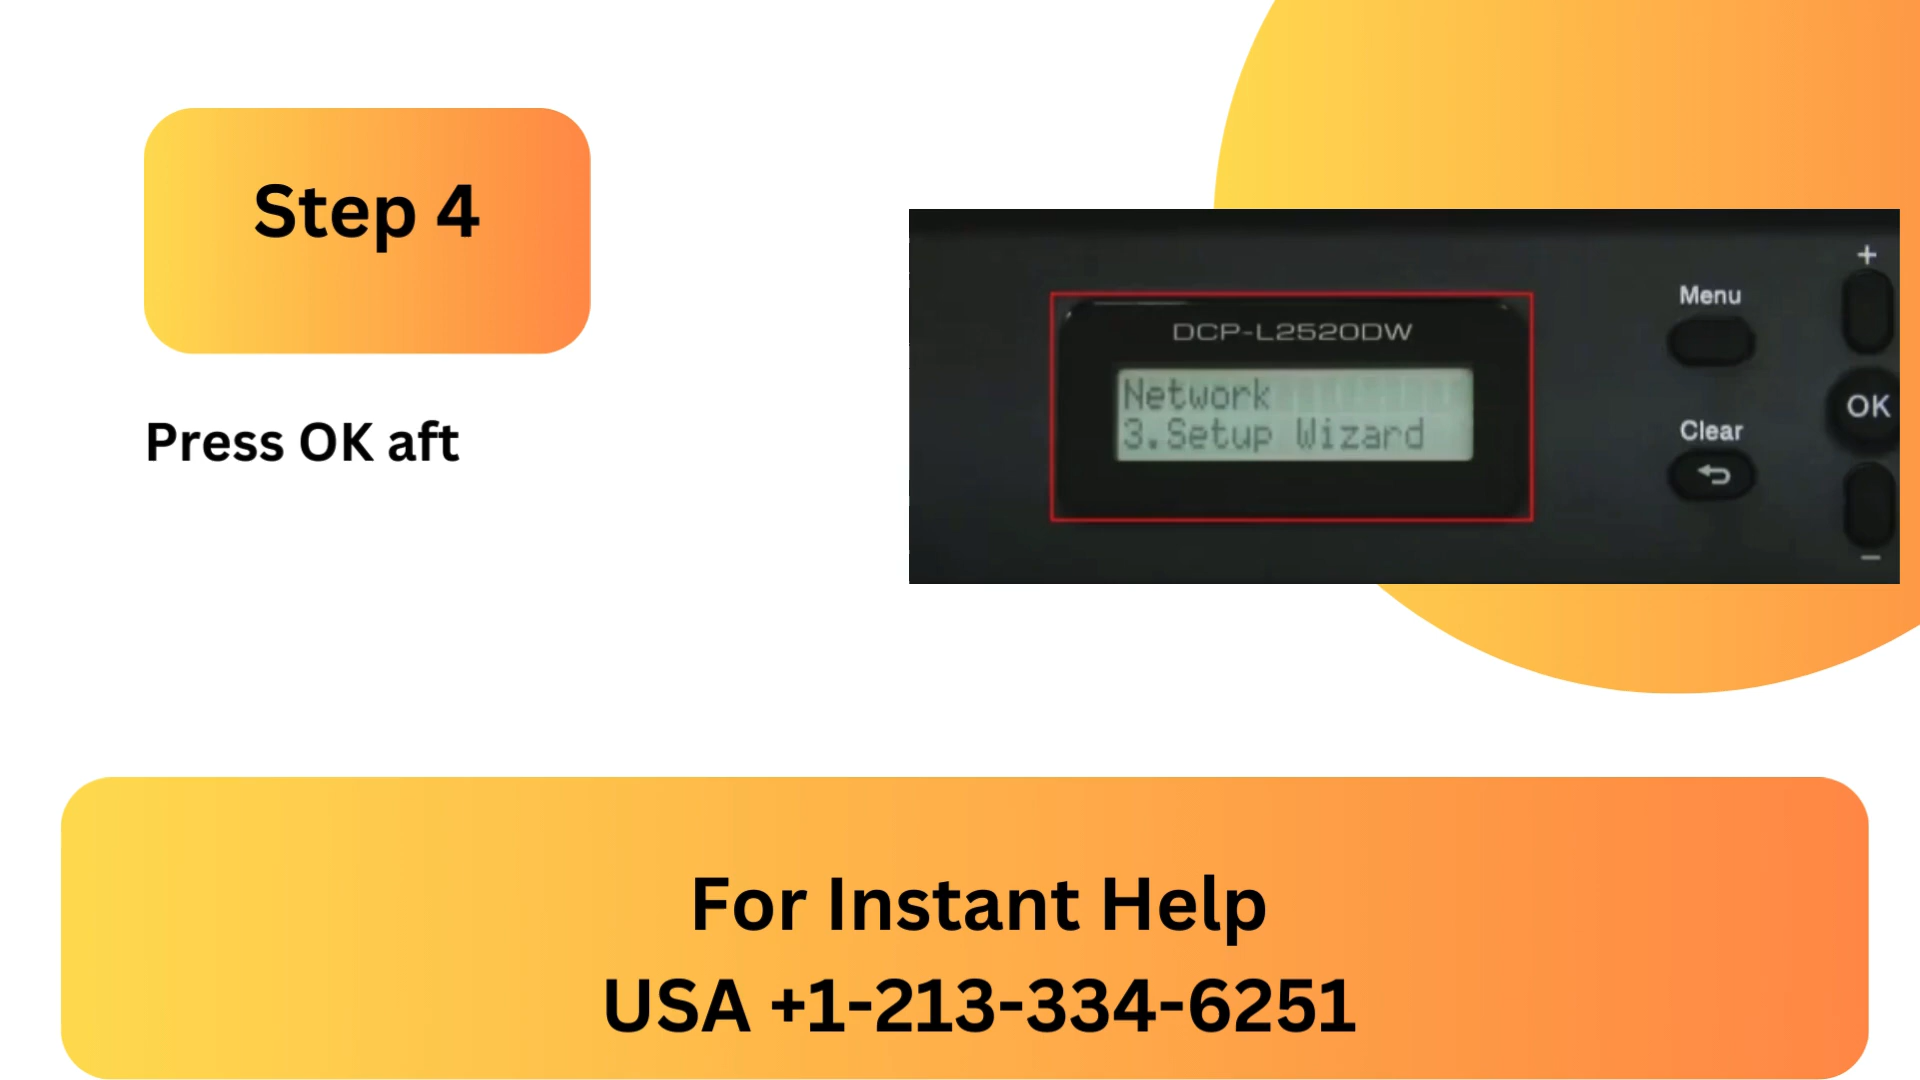 Step 4
Press OK aft
DCP-L2520DW
Network
3.Setup Wizard
Menu
Clear
+
OK
–
For Instant Help
USA +1-213-334-6251